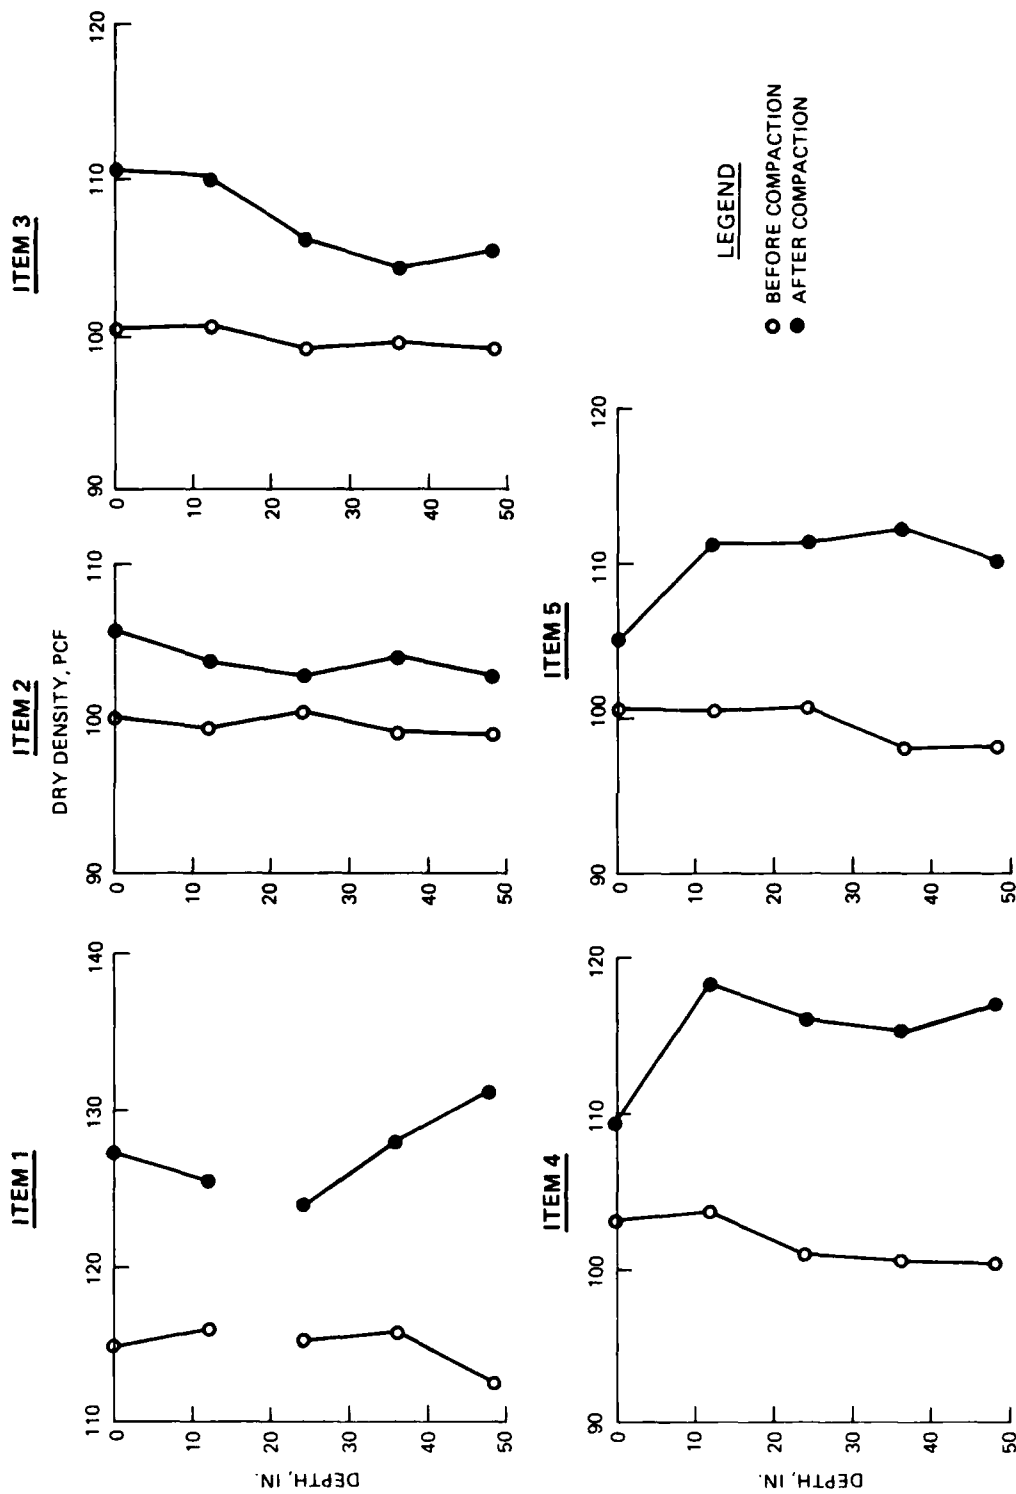 ITEM 1
110 120 130 140
0
10
20
30
40
50
DEPTH, IN.
ITEM 2
DRY DENSITY, PCF
90 100 110
0
10
20
30
40
50
ITEM 3
90 100 110 120
0
10
20
30
40
50
ITEM 4
90 100 110 120
0
10
20
30
40
50
DEPTH, IN.
ITEM 5
90 100 110 120
0
10
20
30
40
50
LEGEND
BEFORE COMPACTION
AFTER COMPACTION